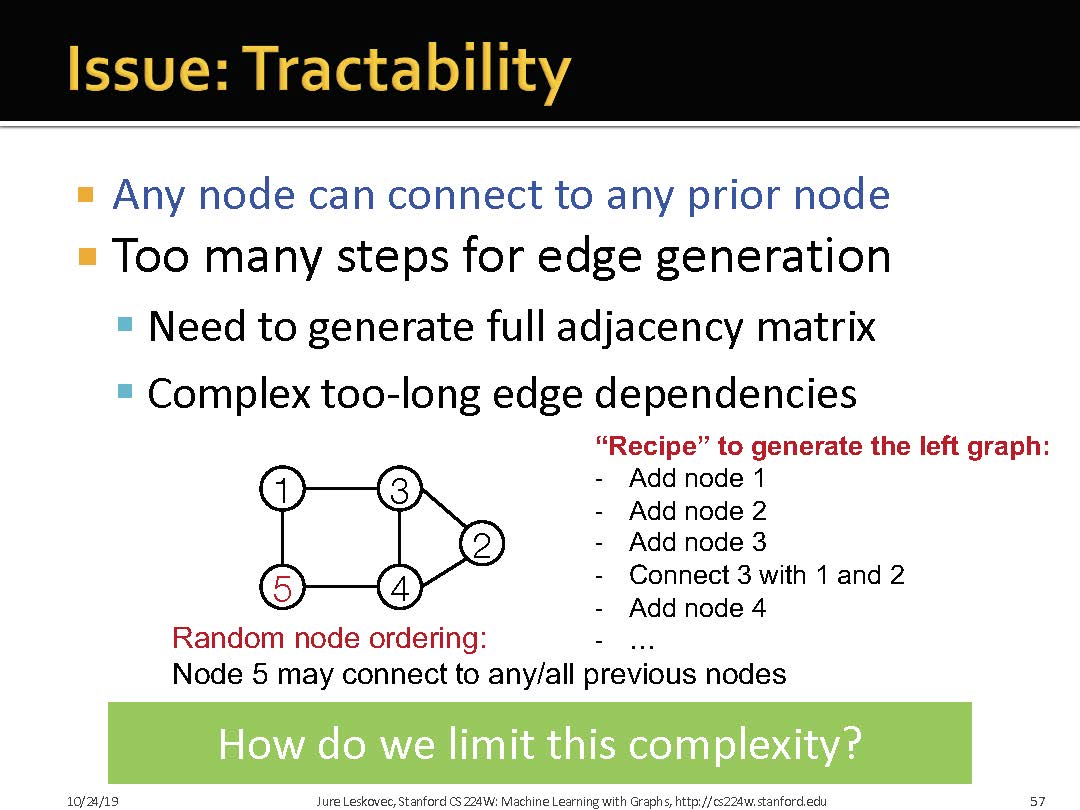 Issue: Tractability
Any node can connect to any prior node
Too many steps for edge generation
Need to generate full adjacency matrix
Complex too-long edge dependencies
“Recipe” to generate the left graph:
- Add node 1
- Add node 2
- Add node 3
- Connect 3 with 1 and 2
- Add node 4
- …
1 3
2
5 4
Random node ordering:
Node 5 may connect to any/all previous nodes
How do we limit this complexity?
10/24/19 Jure Leskovec, Stanford CS224W: Machine Learning with Graphs, http://cs224w.stanford.edu 57